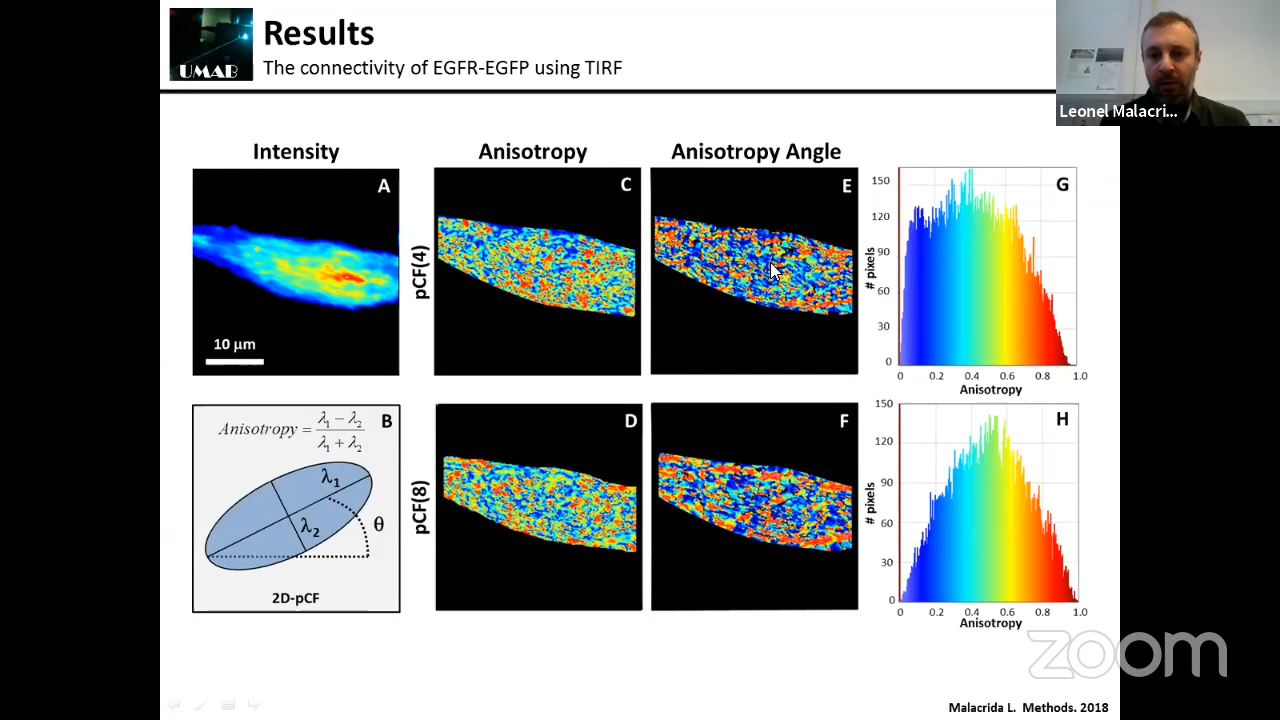 UMAB
Results
The connectivity of EGFR-EGFP using TIRF
Leonel Malacri...
Intensity
Anisotropy
Anisotropy Angle
A
10 µm
pCF(4)
C
E
G
# pixels
150
120
90
60
30
0
0 0.2 0.4 0.6 0.8 1.0
Anisotropy
B
Anisotropy = λ₁ − λ₂ / λ₁ + λ₂
λ₁
λ₂
θ
2D-pCF
pCF(8)
D
F
H
# pixels
150
120
90
60
30
0
0 0.2 0.4 0.6 0.8 1.0
Anisotropy
zoom
Malacrida L. Methods. 2018